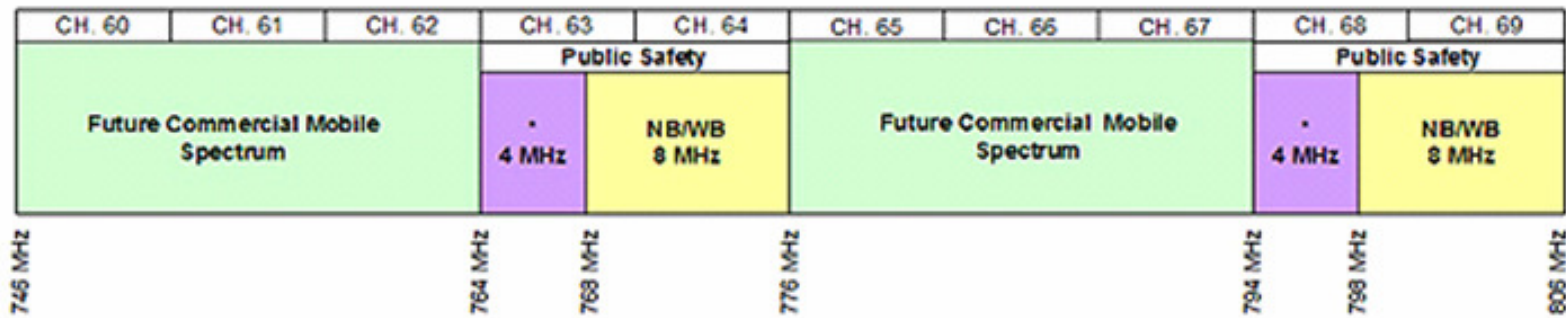 CH. 60 CH. 61 CH. 62 CH. 63 CH. 64 CH. 65 CH. 66 CH. 67 CH. 68 CH. 69
Public Safety Public Safety
Future Commercial Mobile
Spectrum
*
4 MHz
NB/WB
8 MHz
Future Commercial Mobile
Spectrum
*
4 MHz
NB/WB
8 MHz
746 MHz
764 MHz
768 MHz
776 MHz
794 MHz
798 MHz
806 MHz